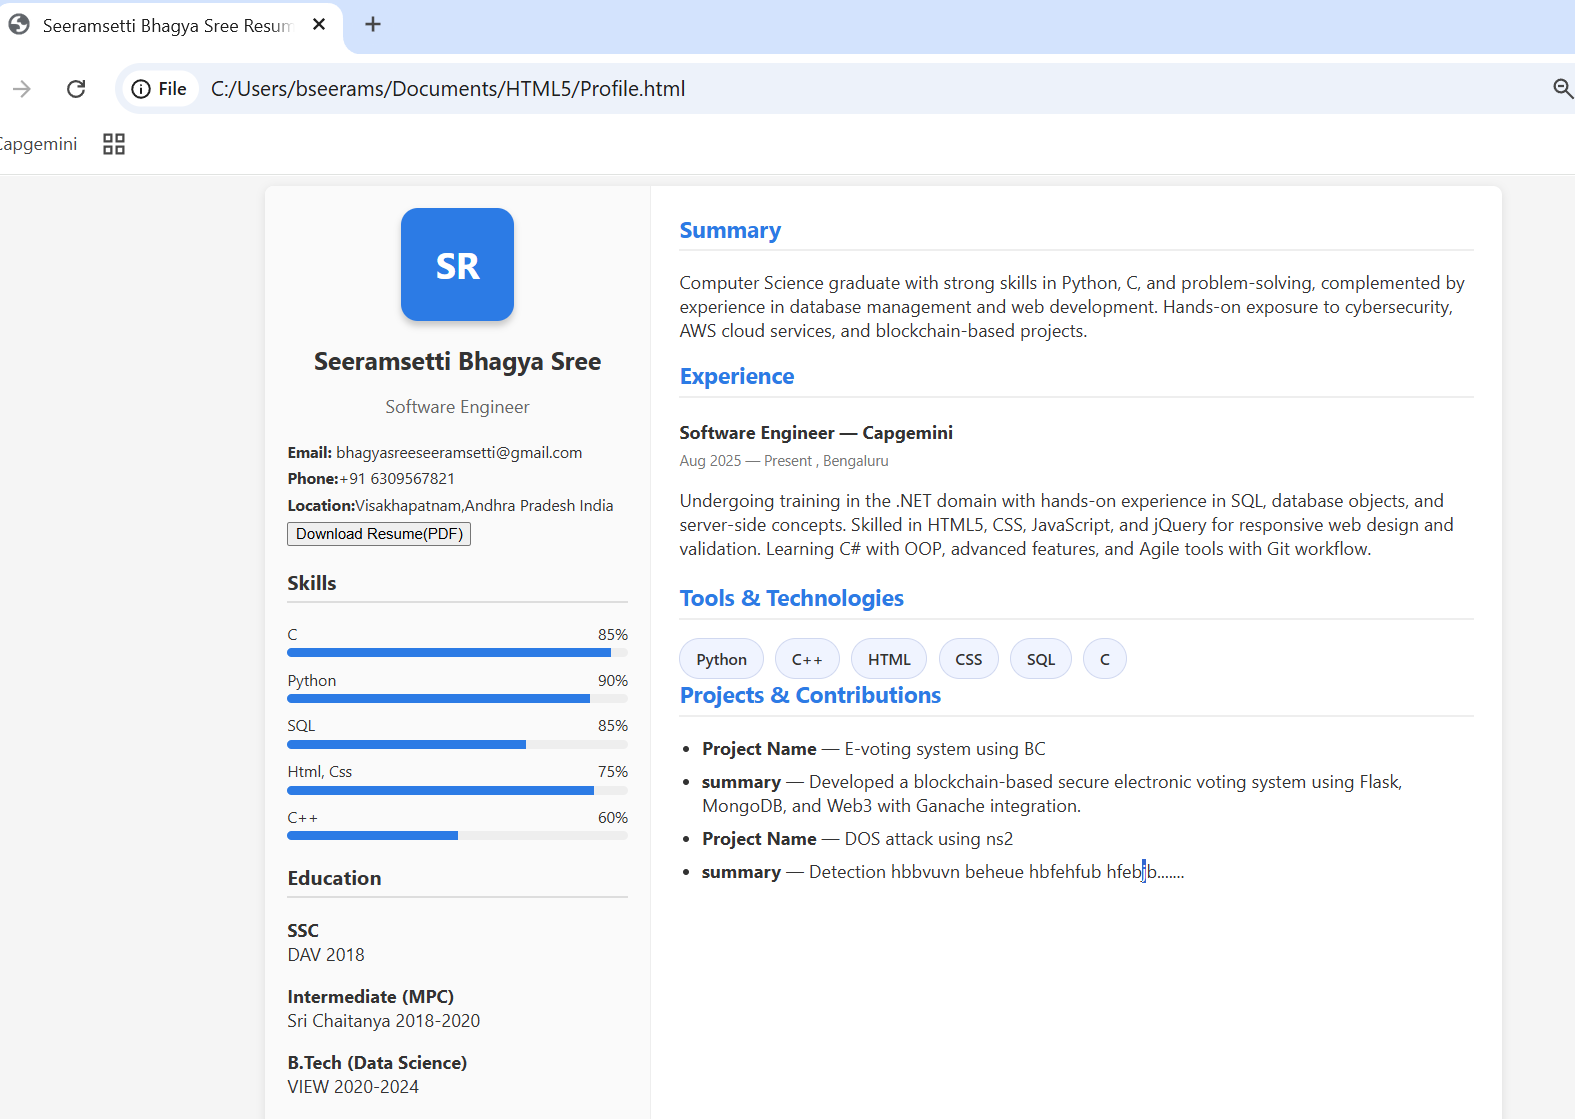 Seeramsetti Bhagya Sree Resum
File
C:/Users/bseerams/Documents/HTML5/Profile.html
Capgemini
SR
Seeramsetti Bhagya Sree
Software Engineer
Email: bhagyasreeseeramsetti@gmail.com
Phone:+91 6309567821
Location:Visakhapatnam,Andhra Pradesh India
Download Resume(PDF)
Skills
C 85%
Python 90%
SQL 85%
Html, Css 75%
C++ 60%
Education
SSC
DAV 2018
Intermediate (MPC)
Sri Chaitanya 2018-2020
B.Tech (Data Science)
VIEW 2020-2024
Summary
Computer Science graduate with strong skills in Python, C, and problem-solving, complemented by
experience in database management and web development. Hands-on exposure to cybersecurity,
AWS cloud services, and blockchain-based projects.
Experience
Software Engineer — Capgemini
Aug 2025 — Present , Bengaluru
Undergoing training in the .NET domain with hands-on experience in SQL, database objects, and
server-side concepts. Skilled in HTML5, CSS, JavaScript, and jQuery for responsive web design and
validation. Learning C# with OOP, advanced features, and Agile tools with Git workflow.
Tools & Technologies
Python C++ HTML CSS SQL C
Projects & Contributions
• Project Name — E-voting system using BC
• summary — Developed a blockchain-based secure electronic voting system using Flask,
MongoDB, and Web3 with Ganache integration.
• Project Name — DOS attack using ns2
• summary — Detection hbbvuvn beheue hbfehfub hfebjb.......